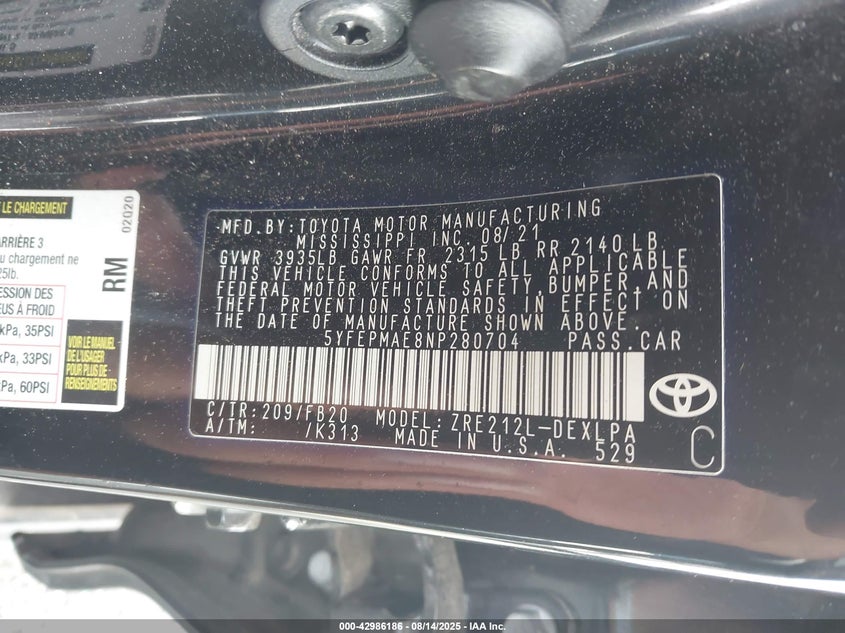 LE CHARGEMENT
02020
ARRIÈRE 3
u chargement ne
25lb.
RM
ESSION DES
EUS À FROID
kPa, 35PSI
kPa, 33PSI
Pa, 60PSI
VOIR LE MANUEL
DE L'USAGER
POUR PLUS DE
RENSEIGNEMENTS
MFD.BY:TOYOTA MOTOR MANUFACTURING
MISSISSIPPI INC. 08/21
GVWR 3935LB GAWR FR 2315 LB RR 2140 LB
THIS VEHICLE CONFORMS TO ALL APPLICABLE
FEDERAL MOTOR VEHICLE SAFETY,BUMPER,AND
THEFT PREVENTION STANDARDS IN EFFECT ON
THE DATE OF MANUFACTURE SHOWN ABOVE.
5YFEPMAE8NP280704 PASS.CAR
C/TR:209/FB20 MODEL:ZRE212L-DEXLPA
A/TM: /K313 MADE IN U.S.A. 529
C
000-42986186 - 08/14/2025 - IAA Inc.